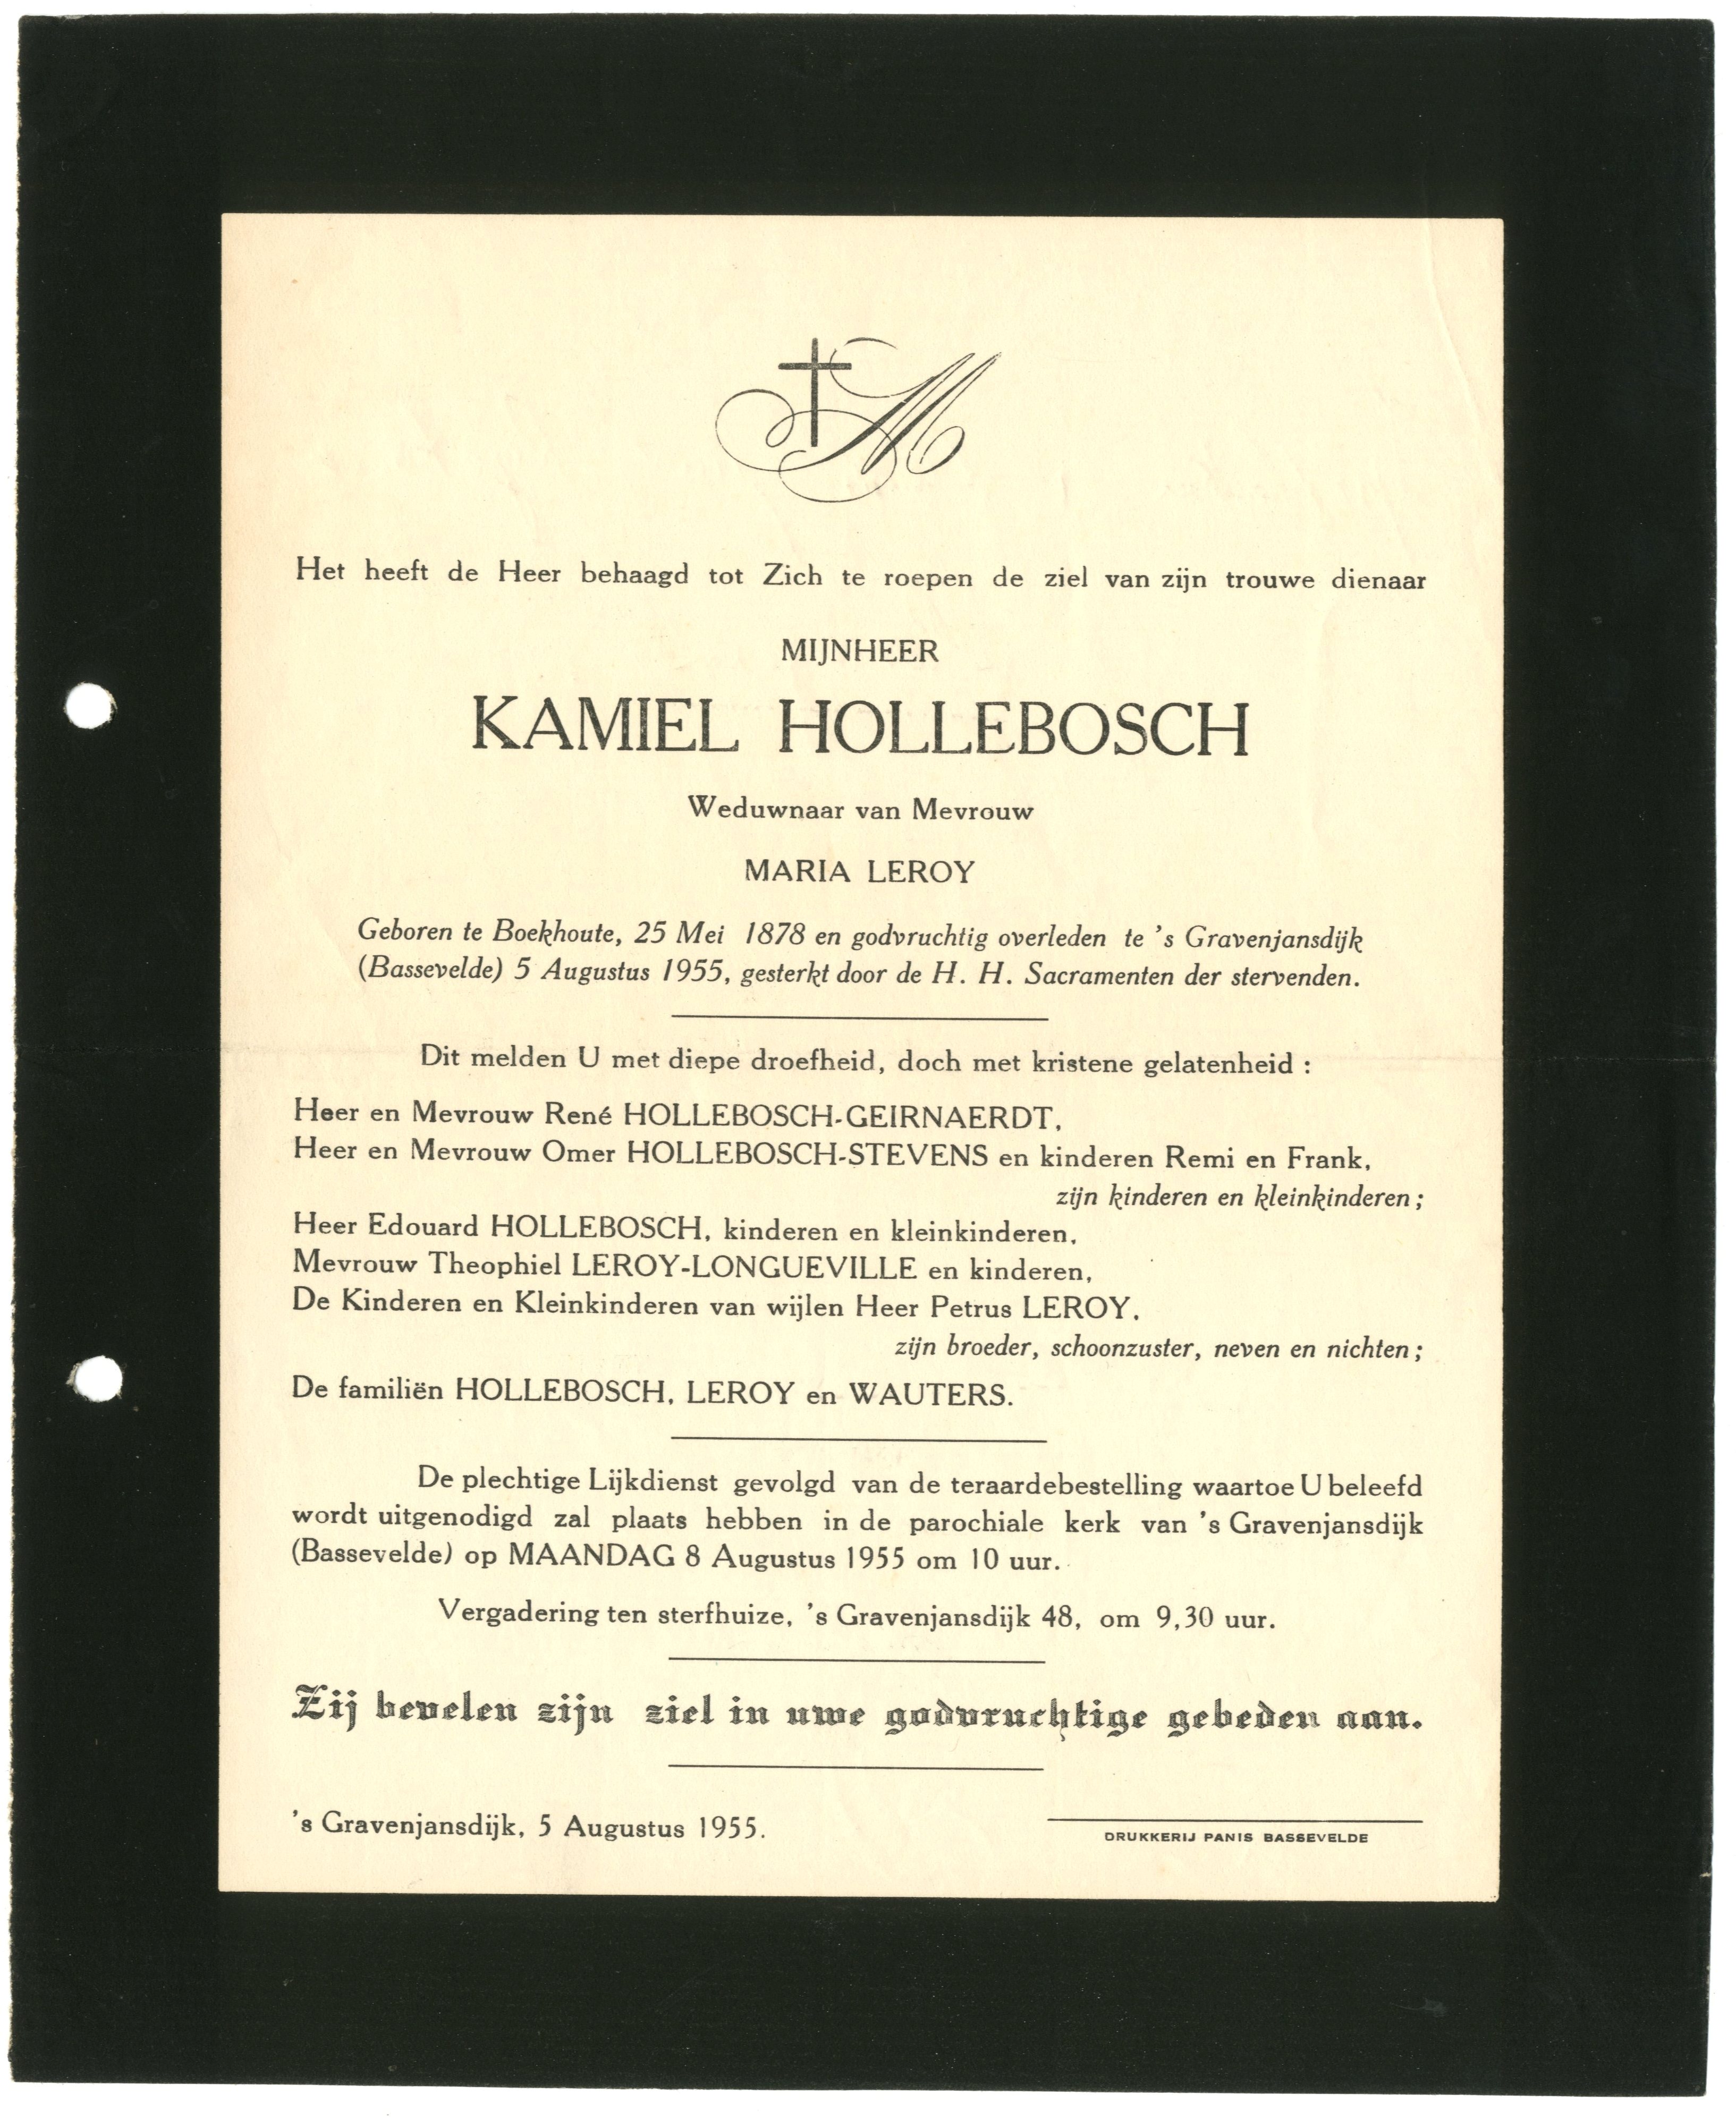 M
Het heeft de Heer behaagd tot Zich te roepen de ziel van zijn trouwe dienaar
MIJNHEER
KAMIEL HOLLEBOSCH
Weduwnaar van Mevrouw
MARIA LEROY
Geboren te Boekhoute, 25 Mei 1878 en godvruchtig overleden te 's Gravenjansdijk
(Bassevelde) 5 Augustus 1955, gesterkt door de H. H. Sacramenten der stervenden.
Dit melden U met diepe droefheid, doch met kristene gelatenheid :
Heer en Mevrouw René HOLLEBOSCH-GEIRNAERDT,
Heer en Mevrouw Omer HOLLEBOSCH-STEVENS en kinderen Remi en Frank,
zijn kinderen en kleinkinderen ;
Heer Edouard HOLLEBOSCH, kinderen en kleinkinderen,
Mevrouw Theophiel LEROY-LONGUEVILLE en kinderen,
De Kinderen en Kleinkinderen van wijlen Heer Petrus LEROY,
zijn broeder, schoonzuster, neven en nichten ;
De familiën HOLLEBOSCH, LEROY en WAUTERS.
De plechtige Lijkdienst gevolgd van de teraardebestelling waartoe U beleefd
wordt uitgenodigd zal plaats hebben in de parochiale kerk van 's Gravenjansdijk
(Bassevelde) op MAANDAG 8 Augustus 1955 om 10 uur.
Vergadering ten sterfhuize, 's Gravenjansdijk 48, om 9,30 uur.
Zij bevelen zijn ziel in uwe godvruchtige gebeden aan.
's Gravenjansdijk, 5 Augustus 1955.
DRUKKERIJ PANIS BASSEVELDE